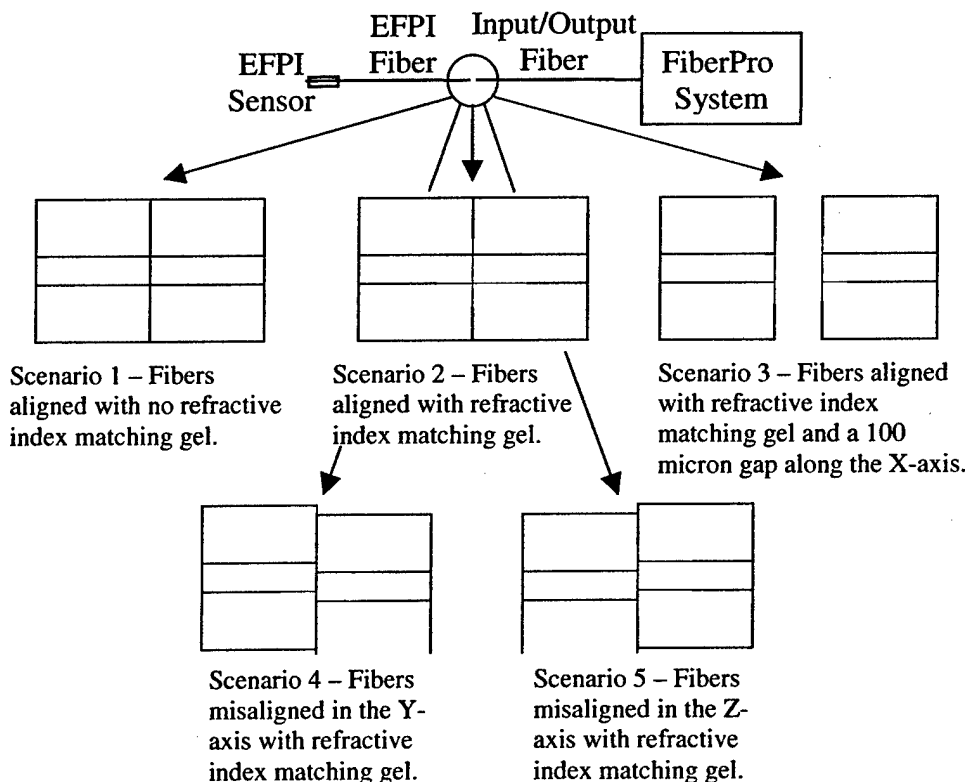 EFPI
Sensor
EFPI
Fiber
Input/Output
Fiber
FiberPro
System
Scenario 1 – Fibers
aligned with no refractive
index matching gel.
Scenario 2 – Fibers
aligned with refractive
index matching gel.
Scenario 3 – Fibers aligned
with refractive index
matching gel and a 100
micron gap along the X-axis.
Scenario 4 – Fibers
misaligned in the Y-
axis with refractive
index matching gel.
Scenario 5 – Fibers
misaligned in the Z-
axis with refractive
index matching gel.